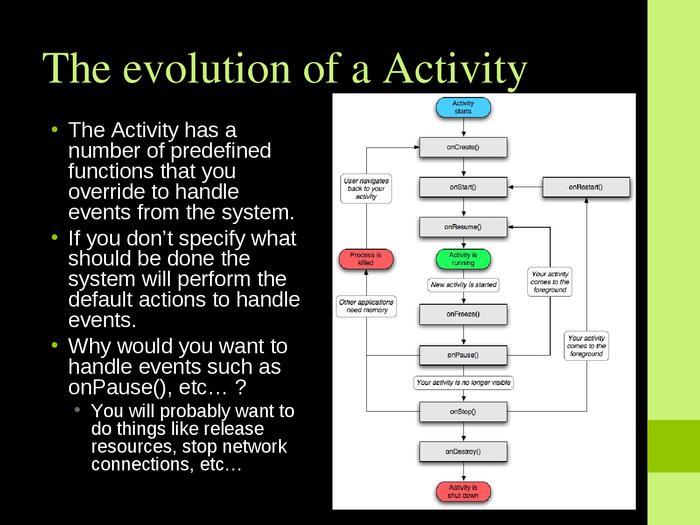 The evolution of a Activity
• The Activity has a
number of predefined
functions that you
override to handle
events from the system.
• If you don’t specify what
should be done the
system will perform the
default actions to handle
events.
• Why would you want to
handle events such as
onPause(), etc… ?
• You will probably want to
do things like release
resources, stop network
connections, etc…
Activity
starts
onCreate()
User navigates
back to your
activity
onStart()
onRestart()
onResume()
Process is
killed
Activity is
running
New activity is started
Your activity
comes to the
foreground
Other applications
need memory
onFreeze()
Your activity
comes to the
foreground
onPause()
Your activity is no longer visible
onStop()
onDestroy()
Activity is
shut down